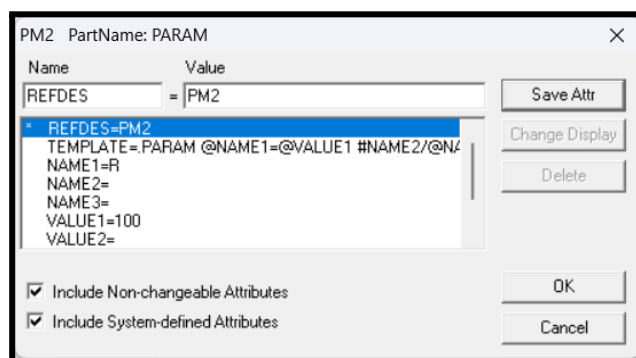 PM2 PartName: PARAM
Name Value
REFDES = PM2
Save Attr
* REFDES=PM2
TEMPLATE=.PARAM @NAME1=@VALUE1 #NAME2/@NA
NAME1=R
NAME2=
NAME3=
VALUE1=100
VALUE2=
Change Display
Delete
Include Non-changeable Attributes
Include System-defined Attributes
OK
Cancel